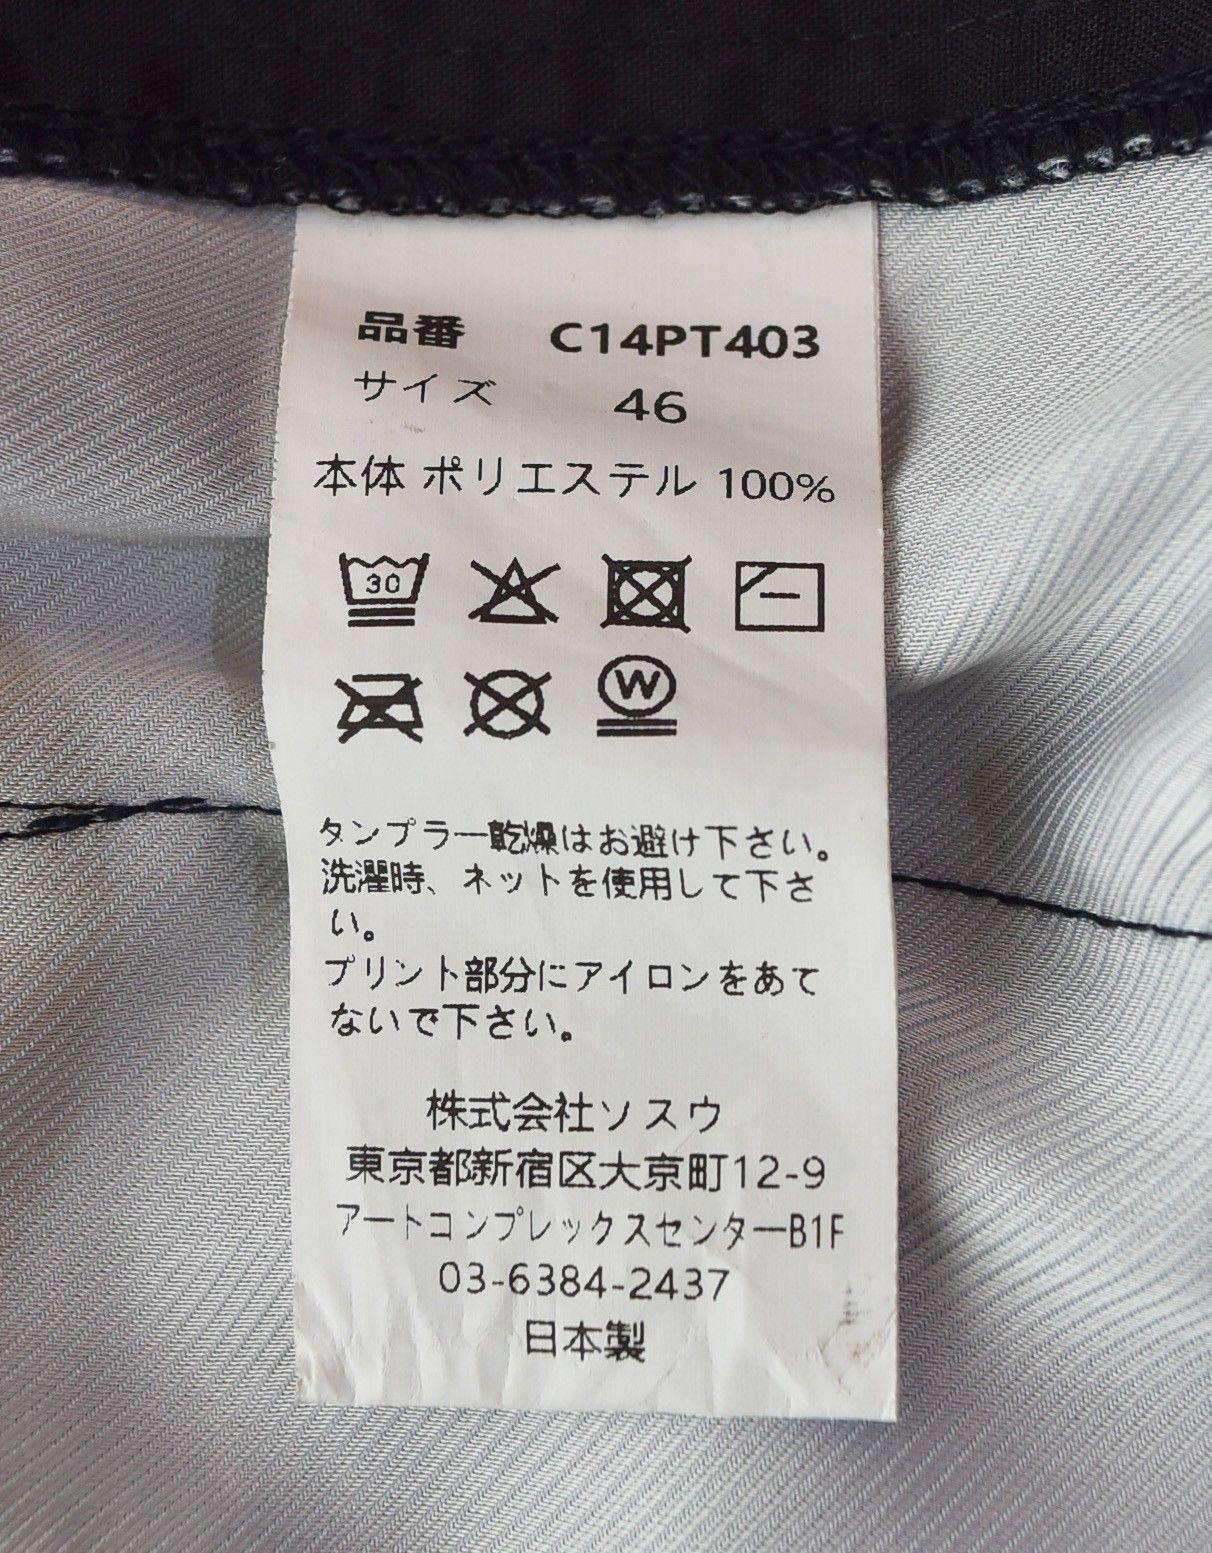 品番 C14PT403
サイズ 46
本体 ポリエステル 100%
30
W
タンブラー乾燥はお避け下さい。
洗濯時、ネットを使用して下さ
い。
プリント部分にアイロンをあて
ないで下さい。
株式会社ソスウ
東京都新宿区大京町12-9
アートコンプレックスセンターB1F
03-6384-2437
日本製